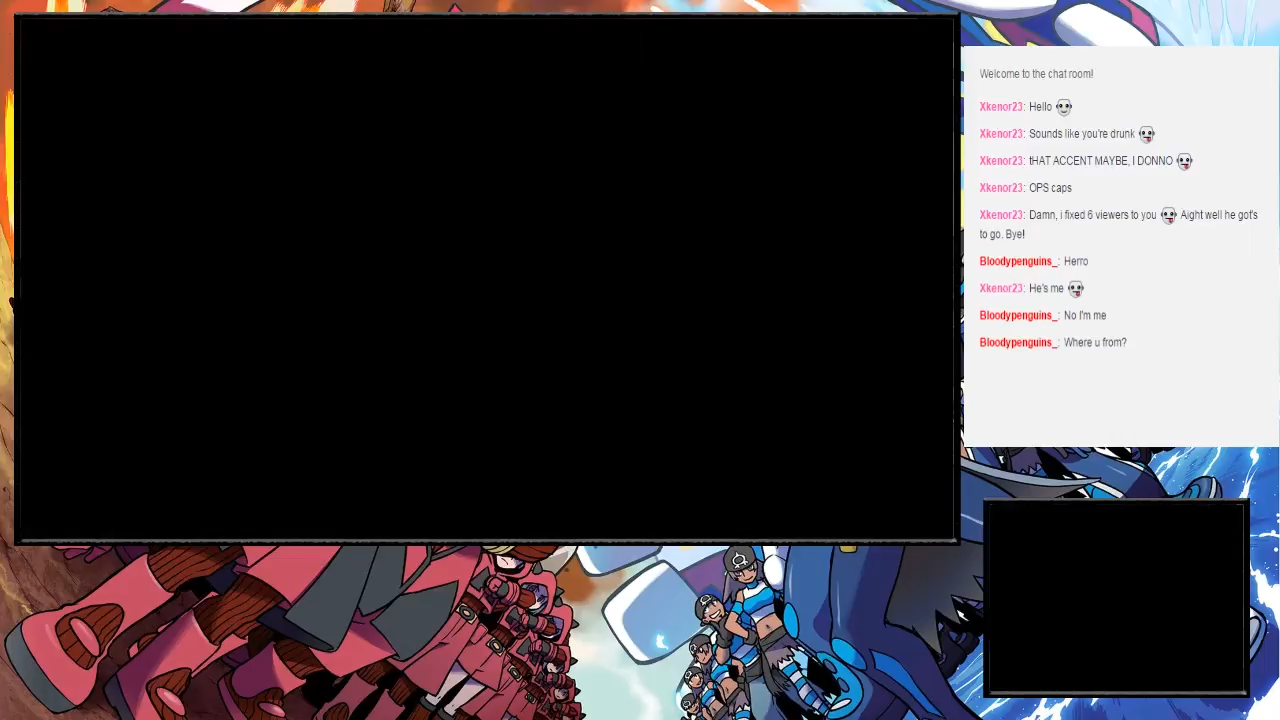 Welcome to the chat room!
Xkenor23: Hello
Xkenor23: Sounds like you're drunk
Xkenor23: tHAT ACCENT MAYBE, I DONNO
Xkenor23: OPS caps
Xkenor23: Damn, i fixed 6 viewers to you Aight well he got's
to go. Bye!
Bloodypenguins_: Herro
Xkenor23: He's me
Bloodypenguins_: No I'm me
Bloodypenguins_: Where u from?